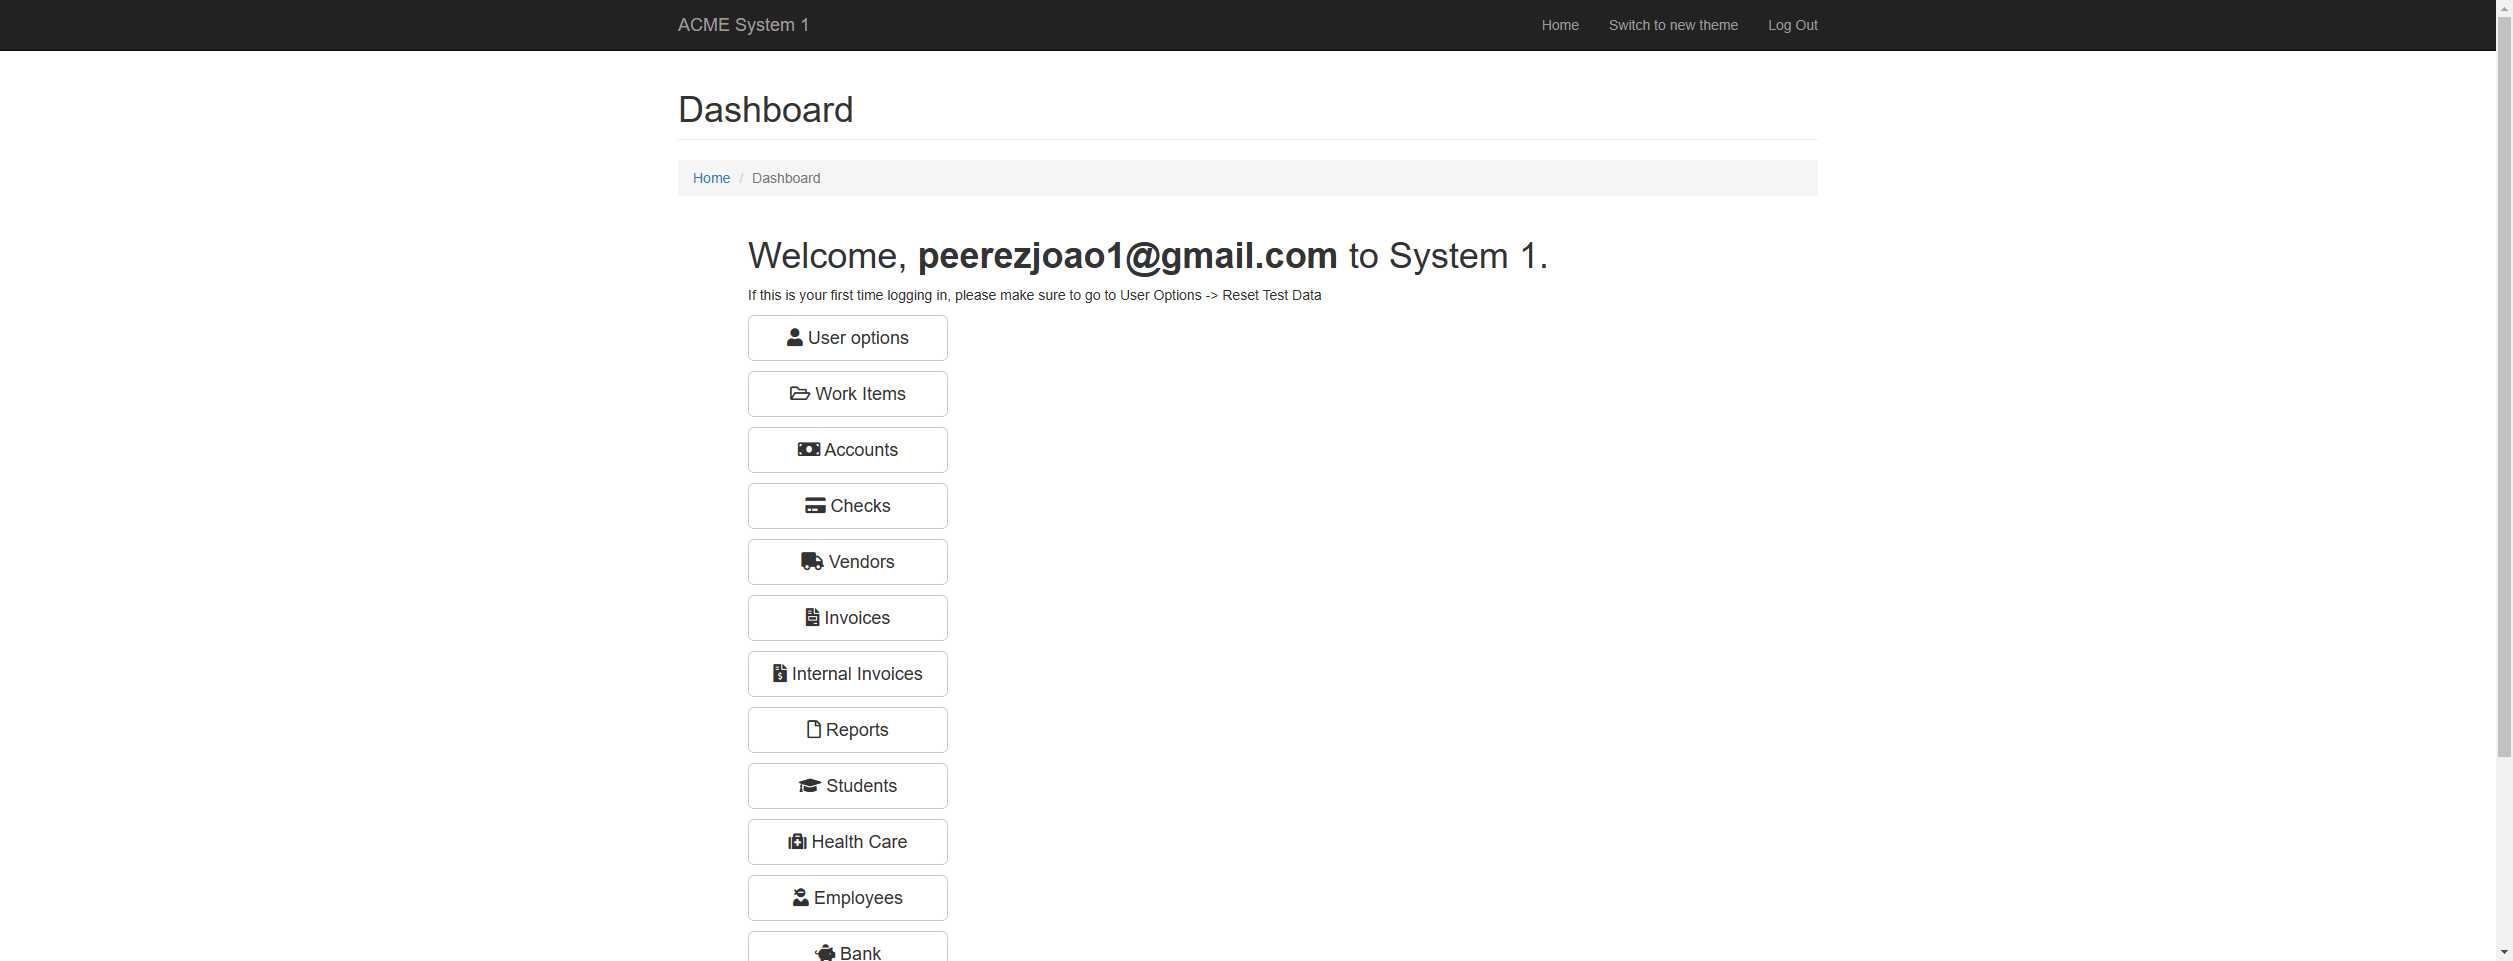 ACME System 1
Home
Switch to new theme
Log Out
Dashboard
Home / Dashboard
Welcome, peerezjoao1@gmail.com to System 1.
If this is your first time logging in, please make sure to go to User Options -> Reset Test Data
User options
Work Items
Accounts
Checks
Vendors
Invoices
Internal Invoices
Reports
Students
Health Care
Employees
Bank